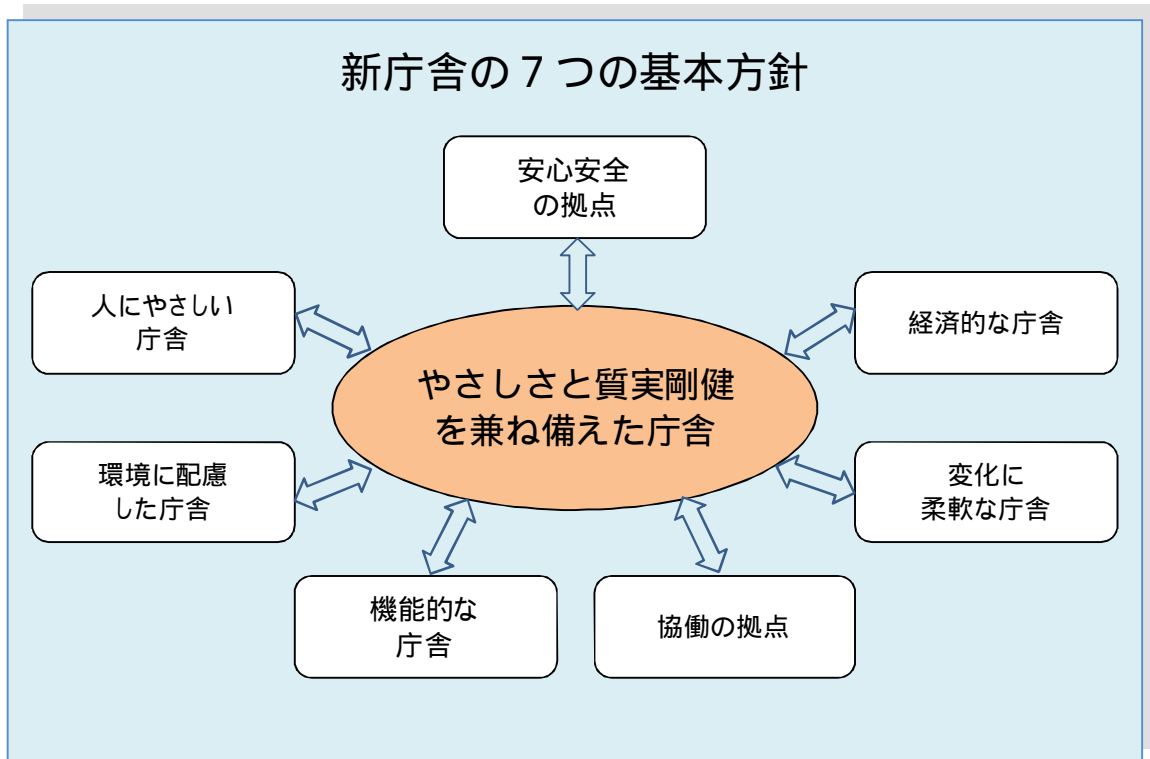 新庁舎の７つの基本方針
安心安全
の拠点
人にやさしい
庁舎
経済的な庁舎
やさしさと質実剛健
を兼ね備えた庁舎
環境に配慮
した庁舎
変化に
柔軟な庁舎
機能的な
庁舎
協働の拠点